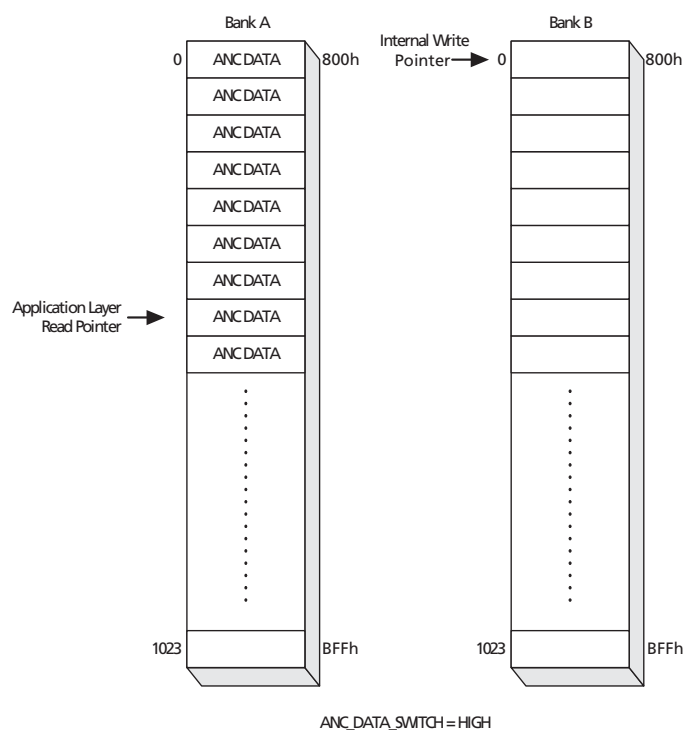 Bank A
Bank B
Internal Write
Pointer
0
ANC DATA
800h
0
800h
ANC DATA
ANC DATA
ANC DATA
ANC DATA
ANC DATA
ANC DATA
Application Layer
Read Pointer
ANC DATA
ANC DATA
1023
BFFh
1023
BFFh
ANC_DATA_SWITCH = HIGH